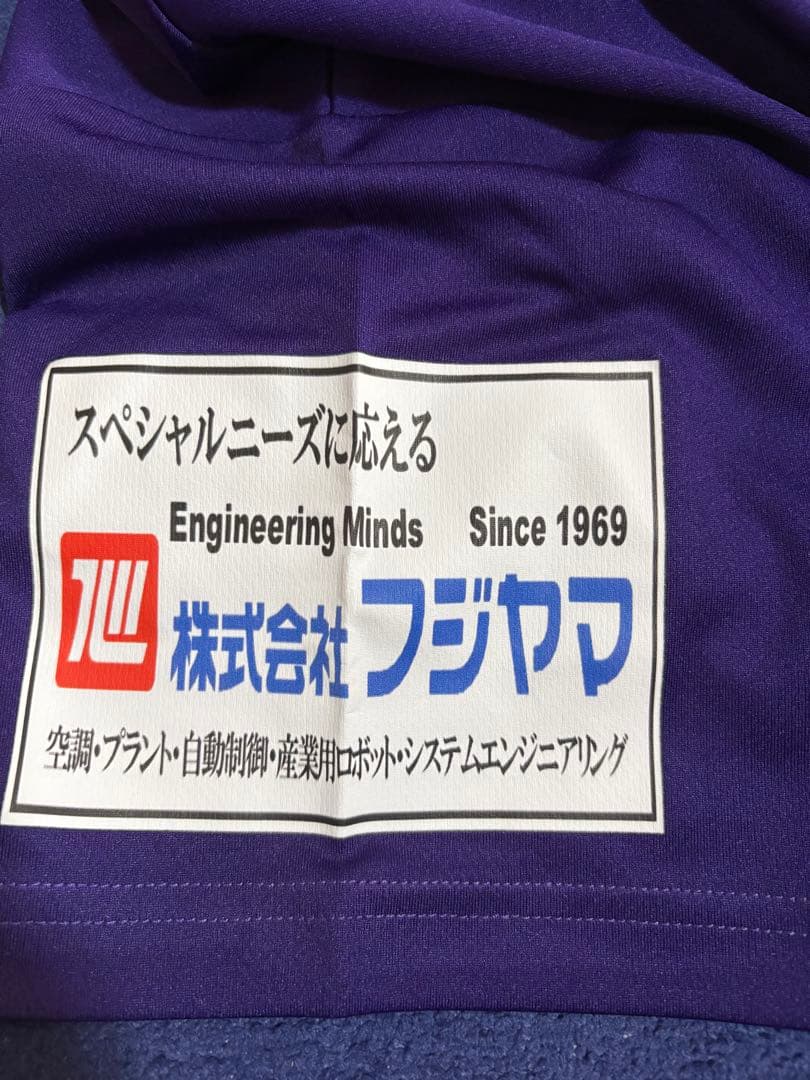 スペシャルニーズに応える
Engineering Minds Since 1969
株式会社フジヤマ
空調・プラント・自動制御・産業用ロボット・システムエンジニアリング